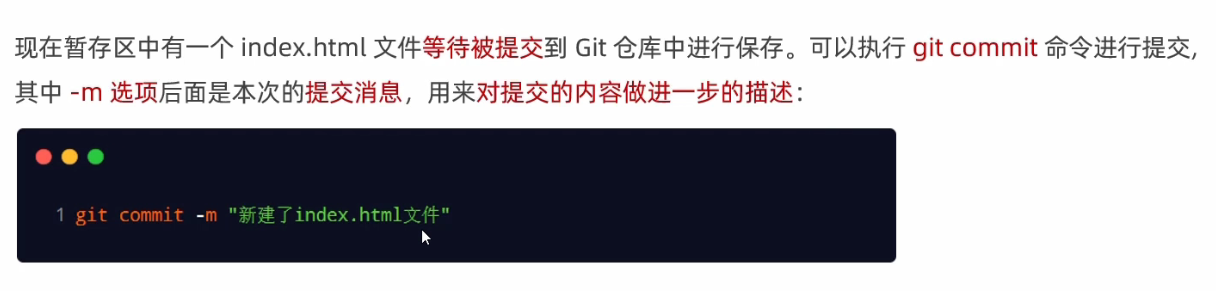 现在暂存区中有一个 index.html 文件等待被提交到 Git 仓库中进行保存。可以执行 git commit 命令进行提交,
其中 -m 选项后面是本次的提交消息，用来对提交的内容做进一步的描述：
1 git commit -m "新建了index.html文件"